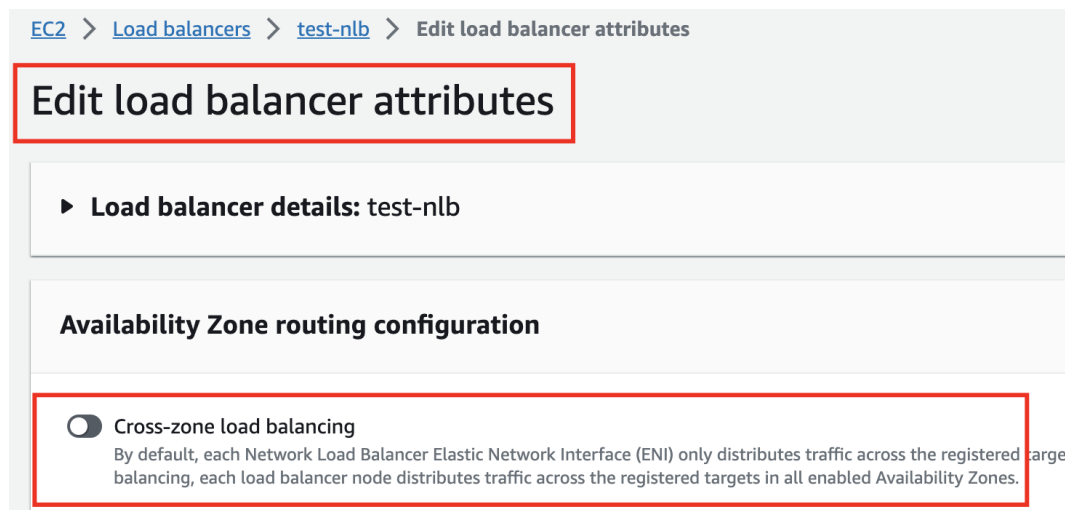 EC2 > Load balancers > test-nlb > Edit load balancer attributes
Edit load balancer attributes
Load balancer details: test-nlb
Availability Zone routing configuration
Cross-zone load balancing
By default, each Network Load Balancer Elastic Network Interface (ENI) only distributes traffic across the registered
balancing, each load balancer node distributes traffic across the registered targets in all enabled Availability Zones.